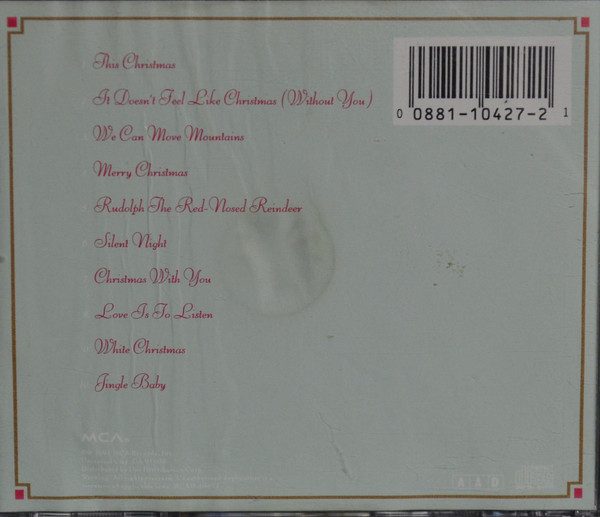 This Christmas
It Doesn't Feel Like Christmas (Without You)
We Can Move Mountains
Merry Christmas
Rudolph The Red-Nosed Reindeer
Silent Night
Christmas With You
Love Is To Listen
White Christmas
Jingle Baby
0 0881-10427-2 1
MCA
AAD